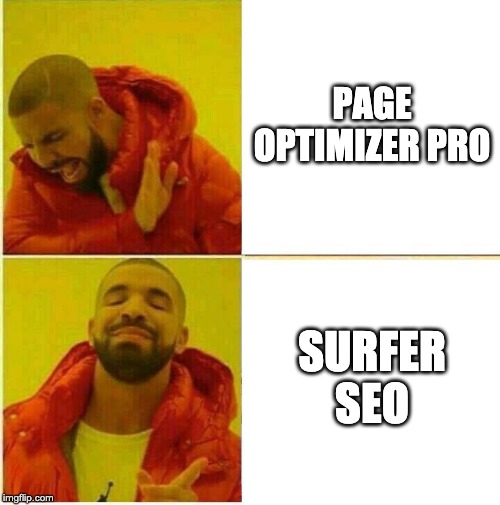 PAGE
OPTIMIZER PRO
SURFER
SEO
imgflip.com